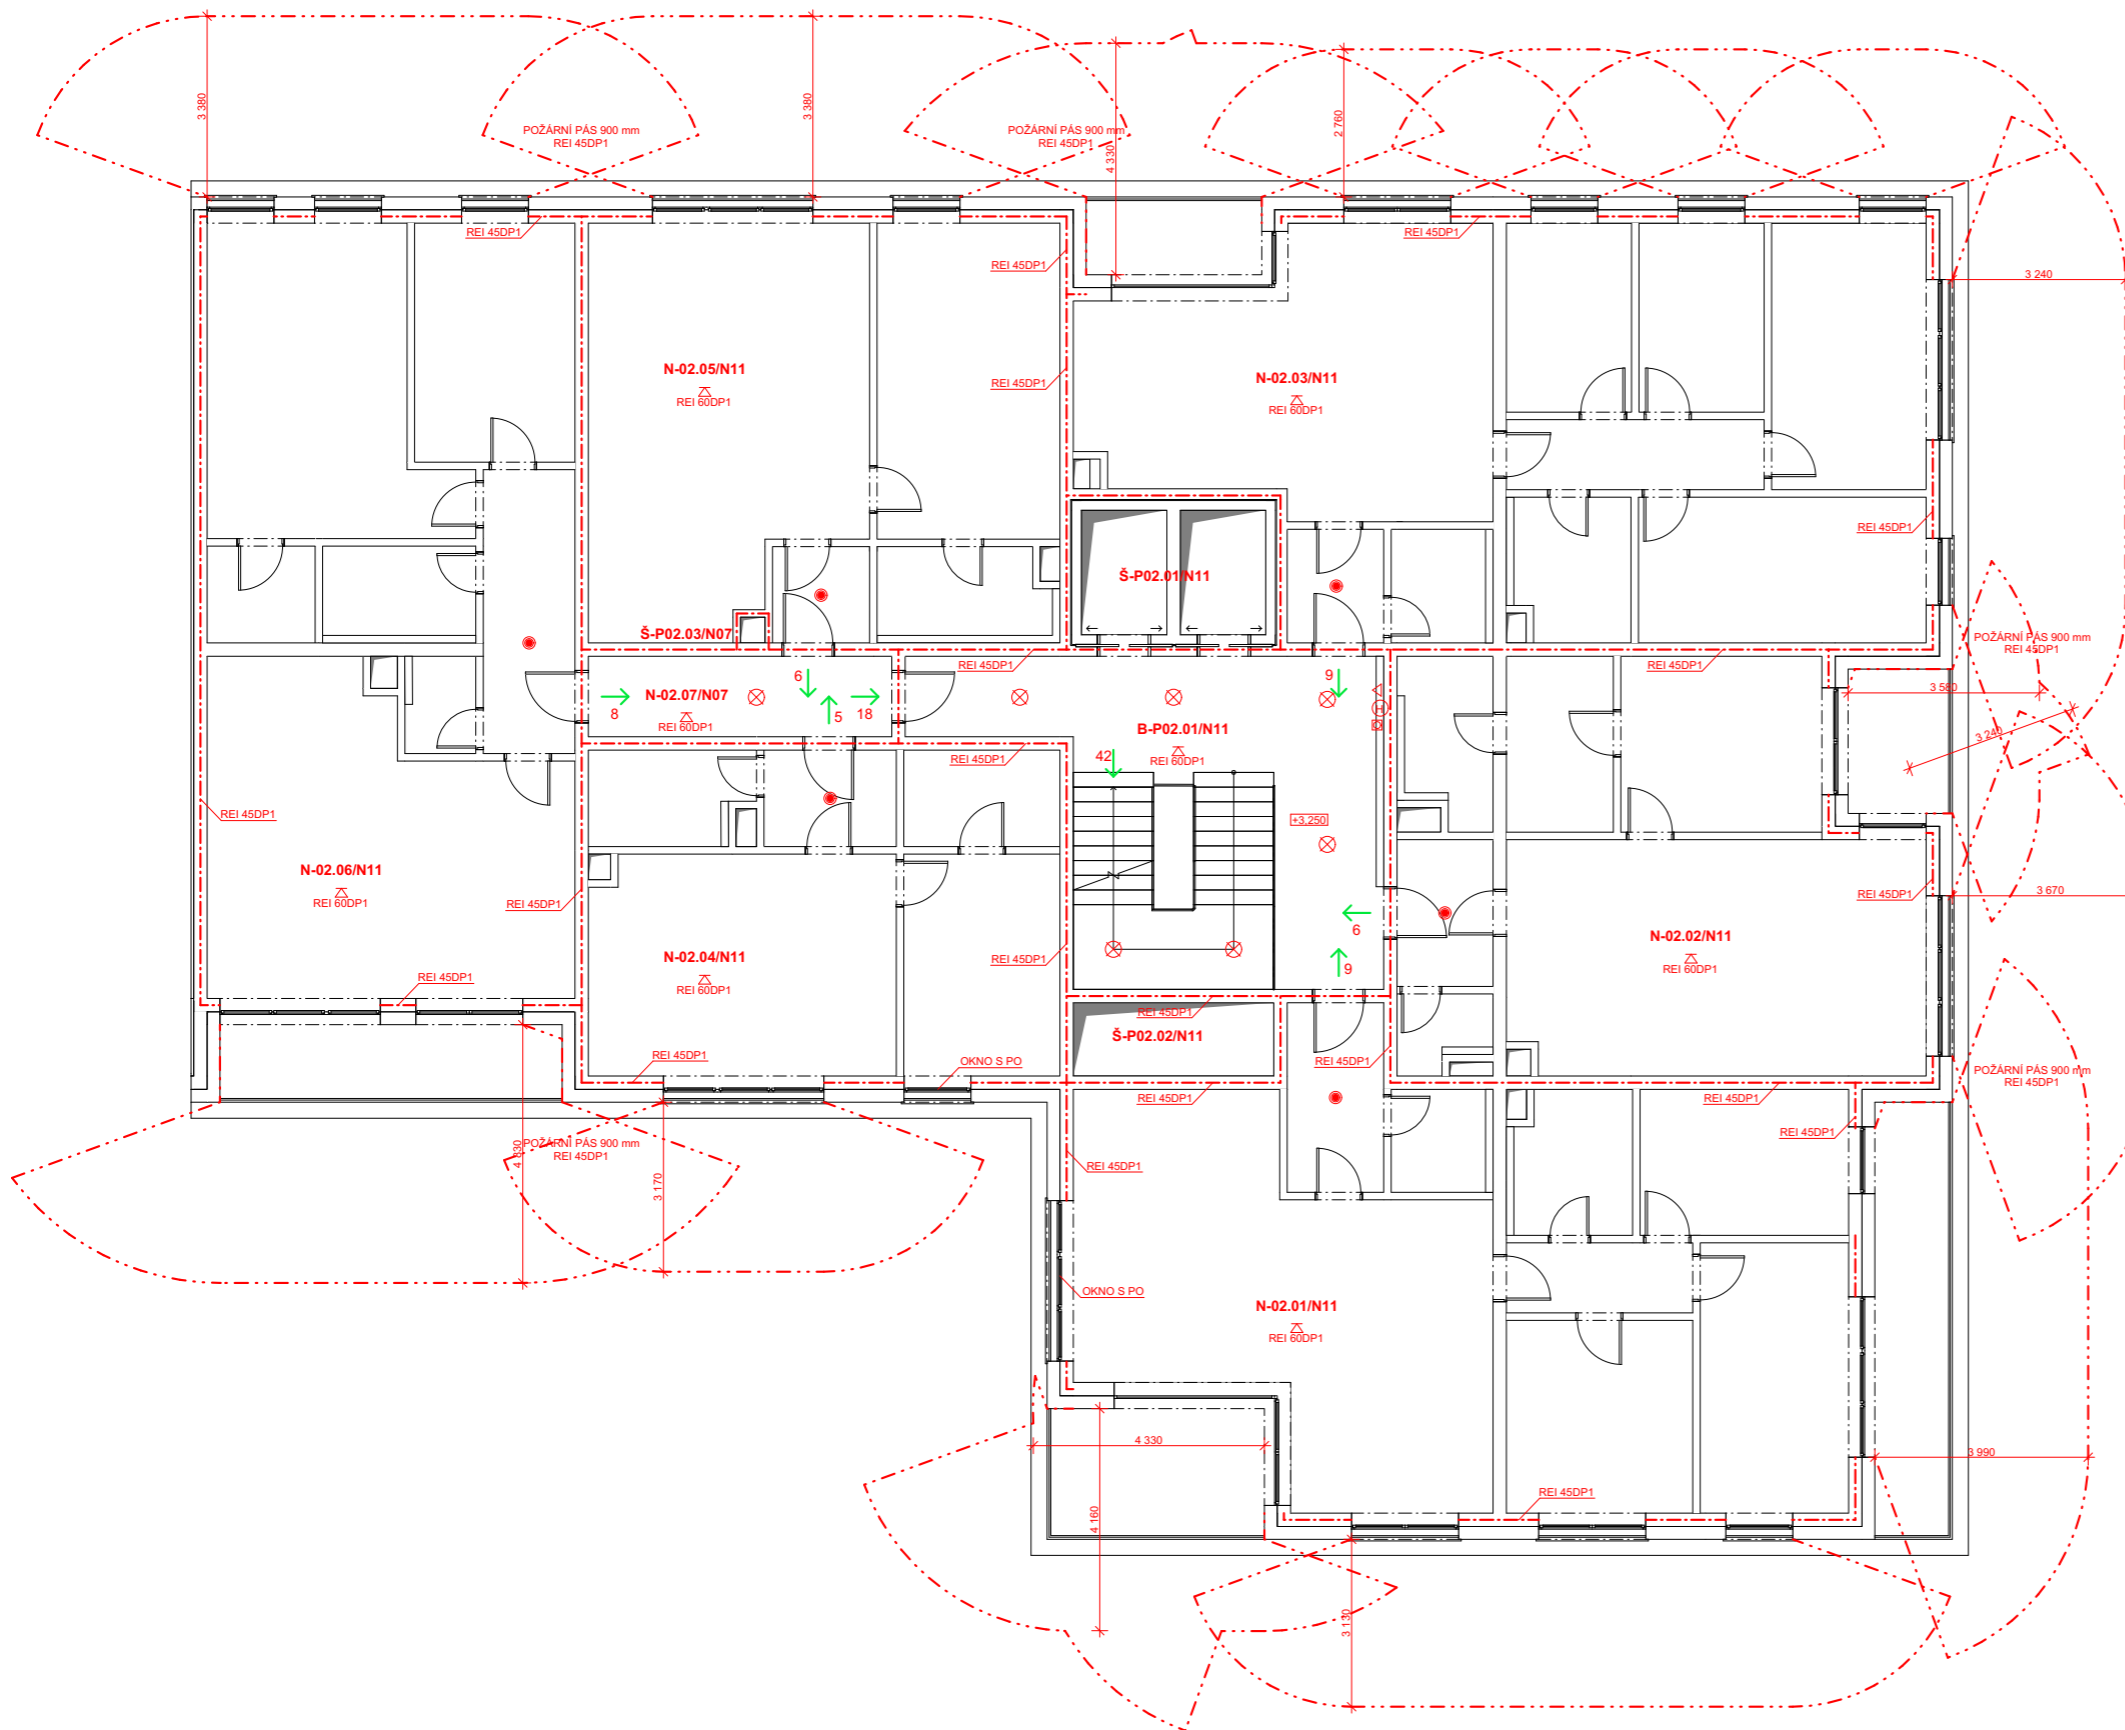 3 380
3 380
4 330
2 760
POŽÁRNÍ PÁS 900 mm
REI 45DP1
POŽÁRNÍ PÁS 900 mm
REI 45DP1
REI 45DP1
REI 45DP1
REI 45DP1
REI 45DP1
3 240
N-02.05/N11
REI 60DP1
N-02.03/N11
REI 60DP1
REI 45DP1
Š-P02.01/N11
Š-P02.03/N07
REI 45DP1
REI 45DP1
POŽÁRNÍ PÁS 900 mm
REI 45DP1
6
9
8
N-02.07/N07
REI 60DP1
5
18
H
3 580
3 240
B-P02.01/N11
REI 60DP1
42
REI 45DP1
REI 45DP1
+3,250
N-02.06/N11
REI 60DP1
REI 45DP1
REI 45DP1
3 670
6
N-02.02/N11
REI 60DP1
N-02.04/N11
REI 60DP1
REI 45DP1
9
REI 45DP1
REI 45DP1
Š-P02.02/N11
REI 45DP1
OKNO S PO
REI 45DP1
POŽÁRNÍ PÁS 900 mm
REI 45DP1
REI 45DP1
REI 45DP1
REI 45DP1
POŽÁRNÍ PÁS 900 mm
REI 45DP1
4 330
3 170
REI 45DP1
OKNO S PO
N-02.01/N11
REI 60DP1
4 330
3 990
REI 45DP1
4 160
3 130